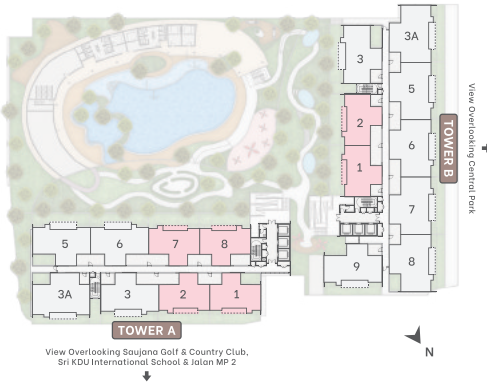 3A
3
5
2
6
1
7
9
8
TOWER B
View Overlooking Central Park
5
6
7
8
3A
3
2
1
TOWER A
View Overlooking Saujana Golf & Country Club,
Sri KDU International School & Jalan MP 2
N